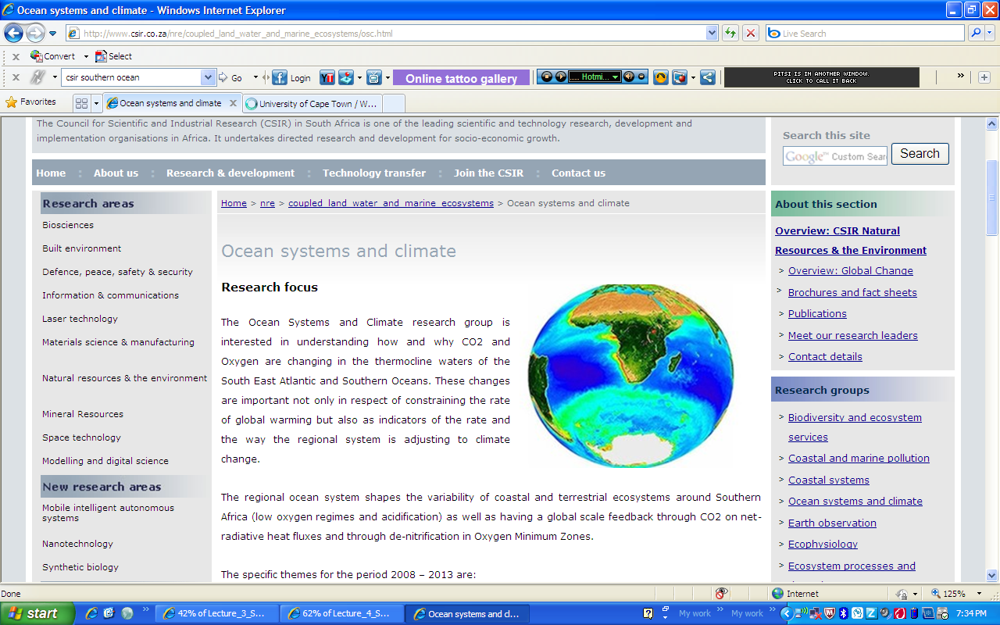 Ocean systems and climate - Windows Internet Explorer
http://www.csir.co.za/nre/coupled_land_water_and_marine_ecosystems/osc.html
Live Search
Convert
Select
csir southern ocean
Go
Login
Online tattoo gallery
Hotmi...
PITSI IS IN ANOTHER WINDOW.
CLICK TO CALL IT BACK
Favorites
Ocean systems and climate
University of Cape Town / W...
The Council for Scientific and Industrial Research (CSIR) in South Africa is one of the leading scientific and technology research, development and
implementation organisations in Africa. It undertakes directed research and development for socio-economic growth.
Search this site
Google™ Custom Sear
Search
Home : About us : Research & development : Technology transfer : Join the CSIR : Contact us
Research areas
Biosciences
Built environment
Defence, peace, safety & security
Information & communications
Laser technology
Materials science & manufacturing
Natural resources & the environment
Mineral Resources
Space technology
Modelling and digital science
New research areas
Mobile intelligent autonomous
systems
Nanotechnology
Synthetic biology
Home > nre > coupled_land_water_and_marine_ecosystems > Ocean systems and climate
Ocean systems and climate
Research focus
The Ocean Systems and Climate research group is
interested in understanding how and why CO2 and
Oxygen are changing in the thermocline waters of the
South East Atlantic and Southern Oceans. These changes
are important not only in respect of constraining the rate
of global warming but also as indicators of the rate and
the way the regional system is adjusting to climate
change.
The regional ocean system shapes the variability of coastal and terrestrial ecosystems around Southern
Africa (low oxygen regimes and acidification) as well as having a global scale feedback through CO2 on net-
radiative heat fluxes and through de-nitrification in Oxygen Minimum Zones.
The specific themes for the period 2008 – 2013 are:
About this section
Overview: CSIR Natural
Resources & the Environment
> Overview: Global Change
> Brochures and fact sheets
> Publications
> Meet our research leaders
> Contact details
Research groups
> Biodiversity and ecosystem
services
> Coastal and marine pollution
> Coastal systems
> Ocean systems and climate
> Earth observation
> Ecophysiology
> Ecosystem processes and
Done
Internet
125%
start
42% of Lecture_3_S...
62% of Lecture_4_S...
Ocean systems and cl...
My work
My work
7:34 PM